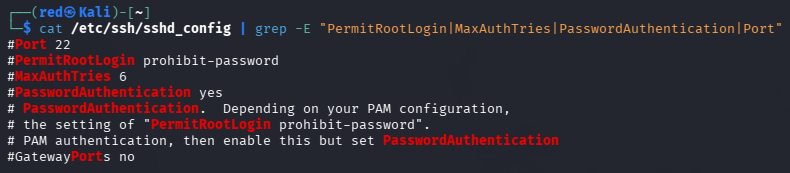 ┌──(red㉿Kali)-[~]
└─$ cat /etc/ssh/sshd_config | grep -E "PermitRootLogin|MaxAuthTries|PasswordAuthentication|Port"
#Port 22
#PermitRootLogin prohibit-password
#MaxAuthTries 6
#PasswordAuthentication yes
# PasswordAuthentication.  Depending on your PAM configuration,
# the setting of "PermitRootLogin prohibit-password".
# PAM authentication, then enable this but set PasswordAuthentication
#GatewayPorts no